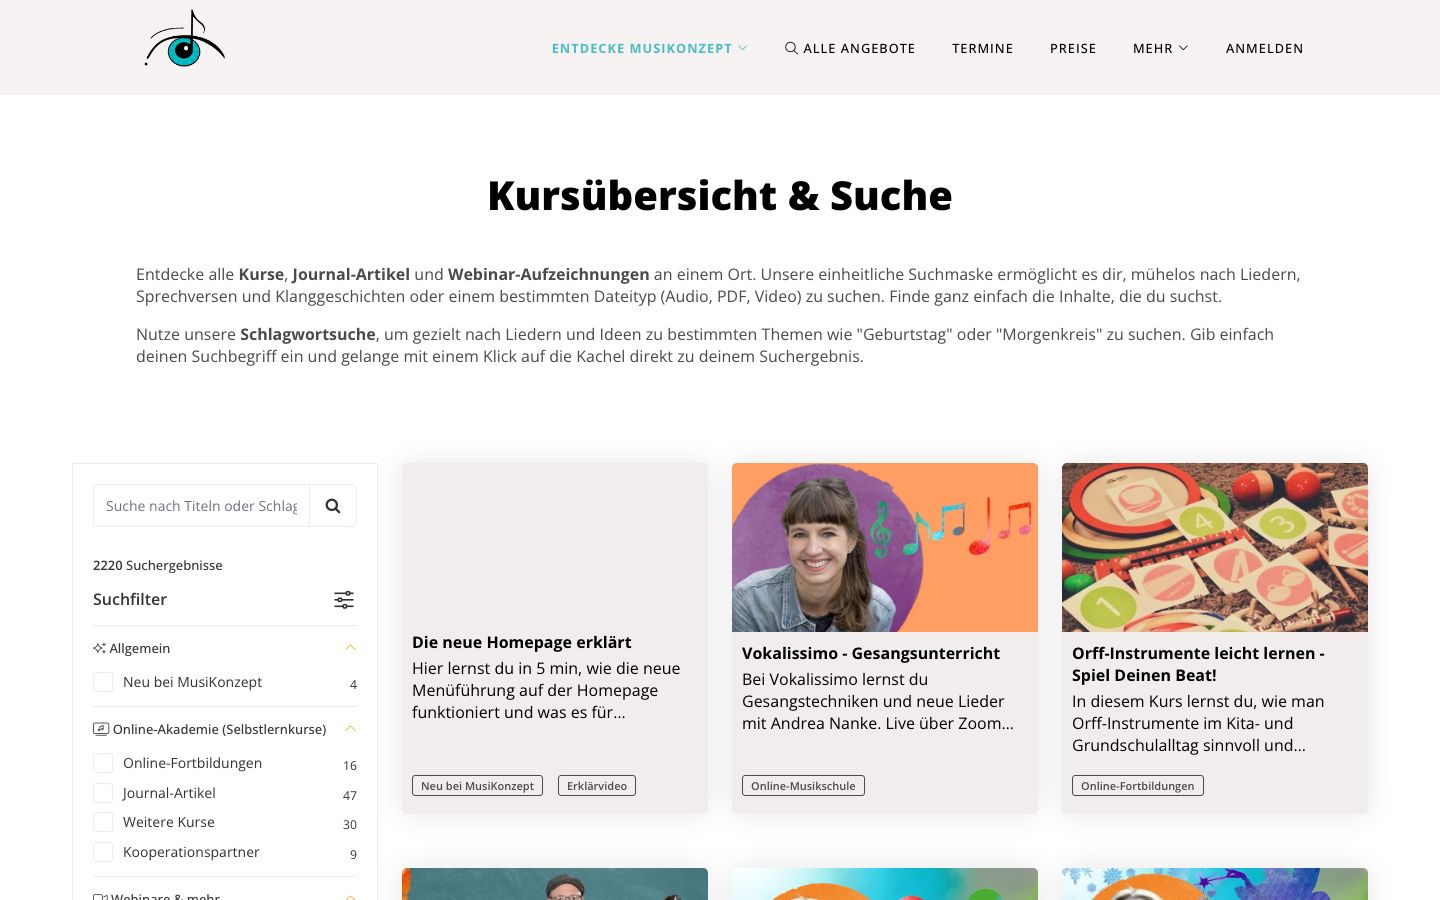 ENTDECKE MUSIKONZEPT
ALLE ANGEBOTE
TERMINE
PREISE
MEHR
ANMELDEN
Kursübersicht & Suche
Entdecke alle Kurse, Journal-Artikel und Webinar-Aufzeichnungen an einem Ort. Unsere einheitliche Suchmaske ermöglicht es dir, mühelos nach Liedern,
Sprechversen und Klanggeschichten oder einem bestimmten Dateityp (Audio, PDF, Video) zu suchen. Finde ganz einfach die Inhalte, die du suchst.
Nutze unsere Schlagwortsuche, um gezielt nach Liedern und Ideen zu bestimmten Themen wie "Geburtstag" oder "Morgenkreis" zu suchen. Gib einfach
deinen Suchbegriff ein und gelange mit einem Klick auf die Kachel direkt zu deinem Suchergebnis.
Suche nach Titeln oder Schlag
2220 Suchergebnisse
Suchfilter
Allgemein
Neu bei MusiKonzept 4
Online-Akademie (Selbstlernkurse)
Online-Fortbildungen 16
Journal-Artikel 47
Weitere Kurse 30
Kooperationspartner 9
Webinare & mehr
Die neue Homepage erklärt
Hier lernst du in 5 min, wie die neue
Menüführung auf der Homepage
funktioniert und was es für...
Neu bei MusiKonzept
Erklärvideo
Vokalissimo - Gesangsunterricht
Bei Vokalissimo lernst du
Gesangstechniken und neue Lieder
mit Andrea Nanke. Live über Zoom...
Online-Musikschule
4
3
1
Orff-Instrumente leicht lernen -
Spiel Deinen Beat!
In diesem Kurs lernst du, wie man
Orff-Instrumente im Kita- und
Grundschulalltag sinnvoll und...
Online-Fortbildungen